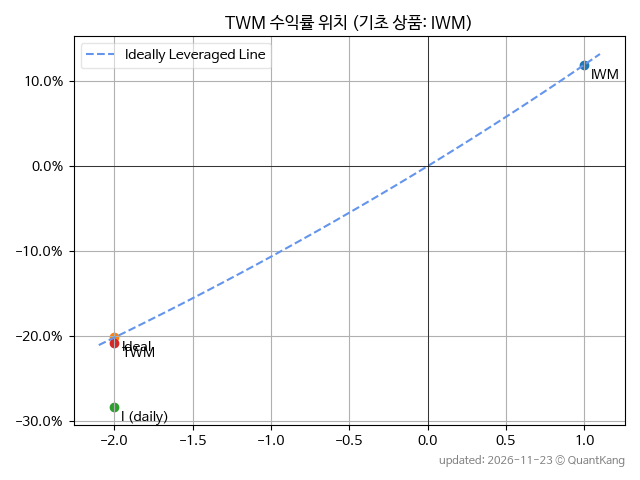 TWM 수익률 위치 (기초 상품: IWM)
Ideally Leveraged Line
10.0%
0.0%
-10.0%
-20.0%
-30.0%
IWM
Ideal
TWM
I (daily)
-2.0 -1.5 -1.0 -0.5 0.0 0.5 1.0
updated: 2026-11-23 © QuantKang